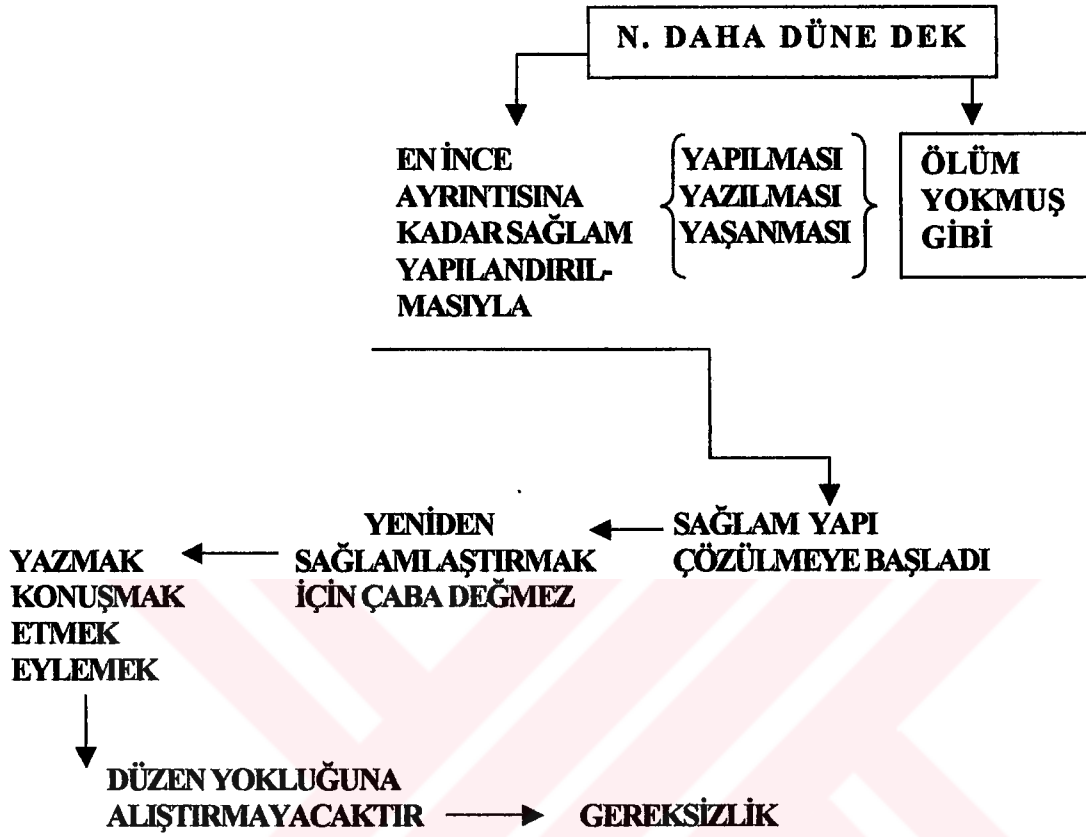 N. DAHA DÜNE DEK
EN İNCE
AYRINTISINA
KADAR SAĞLAM
YAPILANDIRIL-
MASIYLA
YAPILMASI
YAZILMASI
YAŞANMASI
ÖLÜM
YOKMUŞ
GİBİ
SAĞLAM YAPI
ÇÖZÜLMEYE BAŞLADI
YENİDEN
SAĞLAMLAŞTIRMAK
İÇİN ÇABA DEĞMEZ
YAZMAK
KONUŞMAK
ETMEK
EYLEMEK
DÜZEN YOKLUĞUNA
ALIŞTIRMAYACAKTIR
GEREKSİZLİK